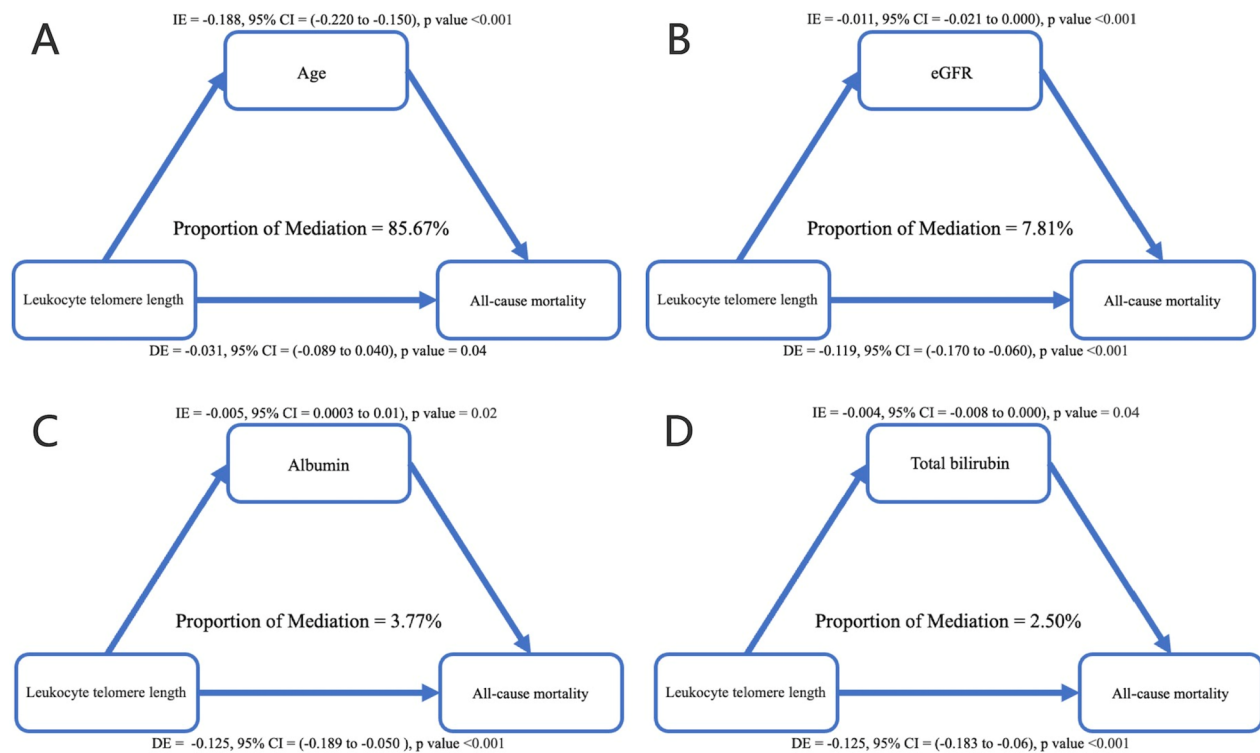 A
IE = -0.188, 95% CI = (-0.220 to -0.150), p value <0.001
Age
Proportion of Mediation = 85.67%
Leukocyte telomere length
All-cause mortality
DE = -0.031, 95% CI = (-0.089 to 0.040), p value = 0.04
B
IE = -0.011, 95% CI = -0.021 to 0.000), p value <0.001
eGFR
Proportion of Mediation = 7.81%
Leukocyte telomere length
All-cause mortality
DE = -0.119, 95% CI = (-0.170 to -0.060), p value <0.001
C
IE = -0.005, 95% CI = 0.0003 to 0.01), p value = 0.02
Albumin
Proportion of Mediation = 3.77%
Leukocyte telomere length
All-cause mortality
DE = -0.125, 95% CI = (-0.189 to -0.050 ), p value <0.001
D
IE = -0.004, 95% CI = -0.008 to 0.000), p value = 0.04
Total bilirubin
Proportion of Mediation = 2.50%
Leukocyte telomere length
All-cause mortality
DE = -0.125, 95% CI = (-0.183 to -0.06), p value <0.001